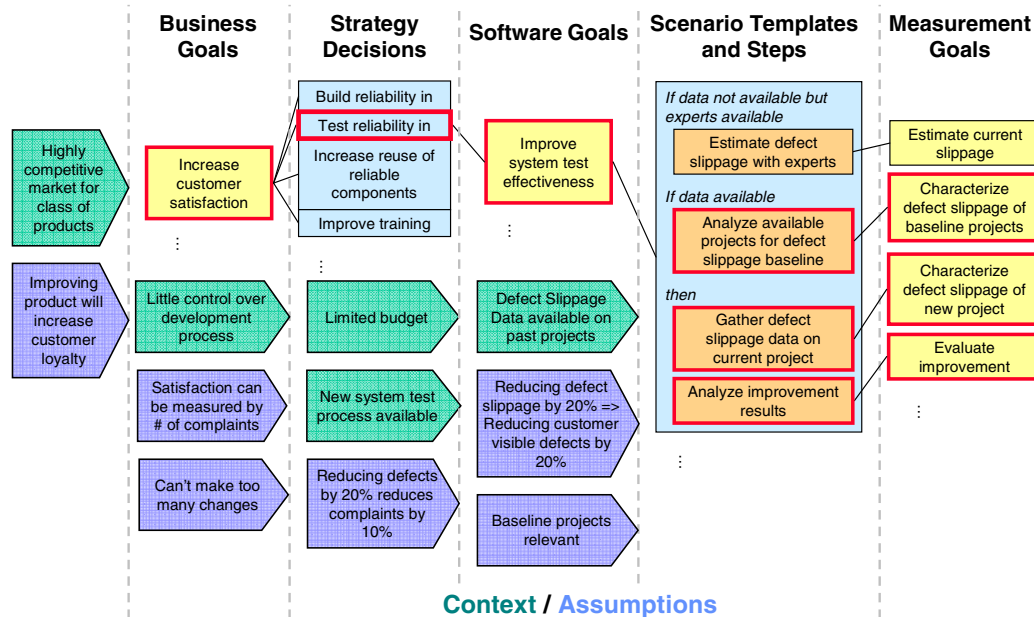 Business
Goals
Strategy
Decisions
Software Goals
Scenario Templates
and Steps
Measurement
Goals
Highly
competitive
market for
class of
products
Improving
product will
increase
customer
loyalty
Increase
customer
satisfaction
⋮
Little control over
development
process
Satisfaction can
be measured by
# of complaints
Can't make too
many changes
Build reliability in
Test reliability in
Increase reuse of
reliable
components
Improve training
⋮
Limited budget
New system test
process available
Reducing defects
by 20% reduces
complaints by
10%
Improve
system test
effectiveness
⋮
Defect Slippage
Data available on
past projects
Reducing defect
slippage by 20% =>
Reducing customer
visible defects by
20%
Baseline projects
relevant
If data not available but
experts available
Estimate defect
slippage with experts
If data available
Analyze available
projects for defect
slippage baseline
then
Gather defect
slippage data on
current project
Analyze improvement
results
⋮
Estimate current
slippage
Characterize
defect slippage of
baseline projects
Characterize
defect slippage of
new project
Evaluate
improvement
⋮
Context / Assumptions